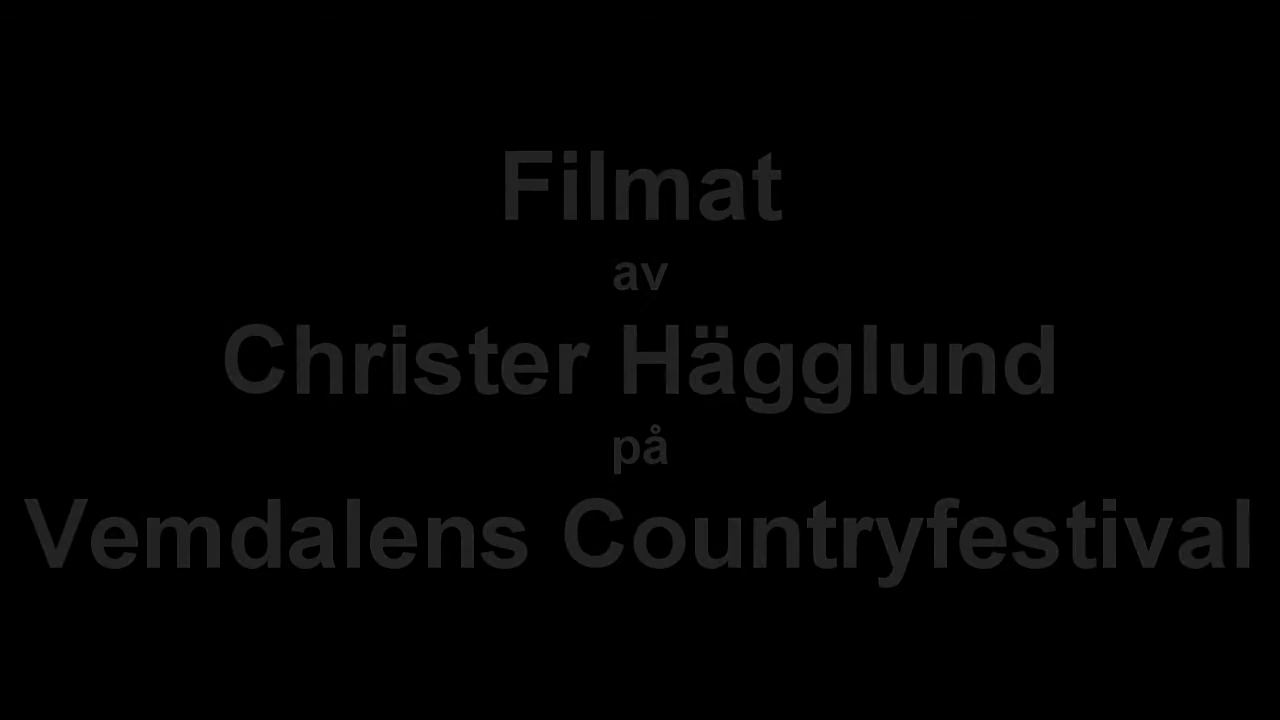 Filmat
av
Christer Hägglund
på
Vemdalens Countryfestival